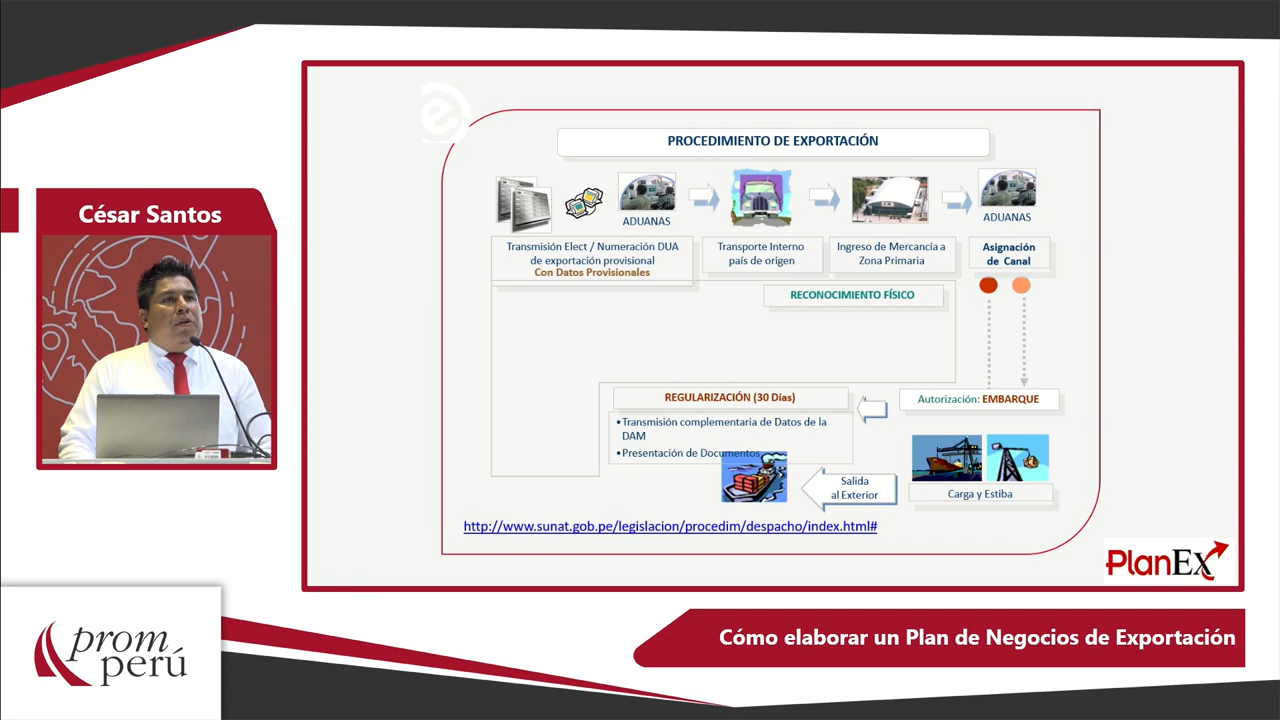 César Santos
PROCEDIMIENTO DE EXPORTACIÓN
ADUANAS
ADUANAS
Transmisión Elect / Numeración DUA
de exportación provisional
Con Datos Provisionales
Transporte Interno
país de origen
Ingreso de Mercancía a
Zona Primaria
Asignación
de Canal
RECONOCIMIENTO FÍSICO
REGULARIZACIÓN (30 Días)
•Transmisión complementaria de Datos de la
DAM
•Presentación de Documentos
Autorización: EMBARQUE
Salida
al Exterior
Carga y Estiba
http://www.sunat.gob.pe/legislacion/procedim/despacho/index.html#
PlanEx
Cómo elaborar un Plan de Negocios de Exportación
prom
perú